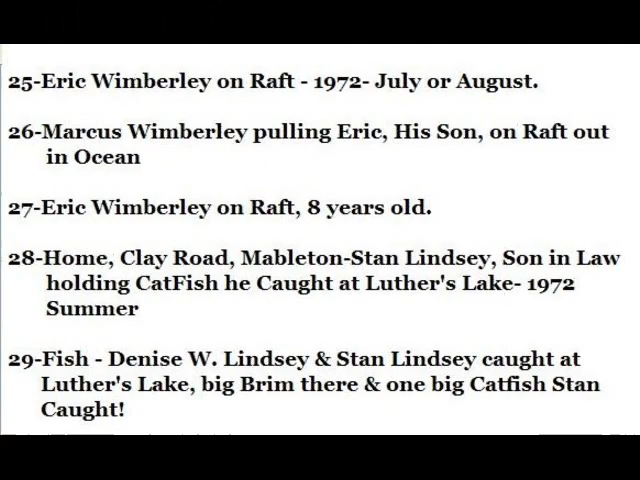 25-Eric Wimberley on Raft - 1972- July or August.
26-Marcus Wimberley pulling Eric, His Son, on Raft out
in Ocean
27-Eric Wimberley on Raft, 8 years old.
28-Home, Clay Road, Mableton-Stan Lindsey, Son in Law
holding CatFish he Caught at Luther's Lake- 1972
Summer
29-Fish - Denise W. Lindsey & Stan Lindsey caught at
Luther's Lake, big Brim there & one big Catfish Stan
Caught!